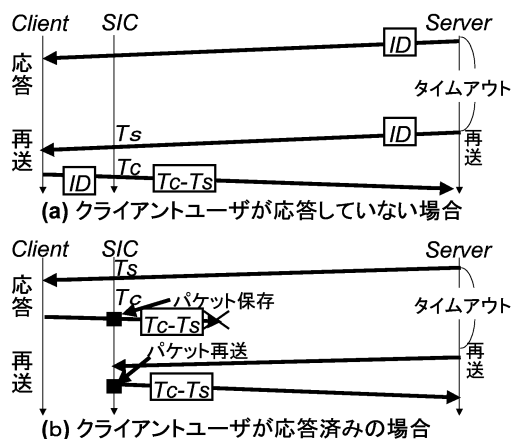 Client SIC Server
ID
応答
タイムアウト
再送
Ts
ID
再送
Tc
ID
Tc-Ts
(a) クライアントユーザが応答していない場合
Client SIC Server
Ts
応答
タイムアウト
Tc
パケット保存
Tc-Ts
パケット再送
再送
再送
Tc-Ts
(b) クライアントユーザが応答済みの場合